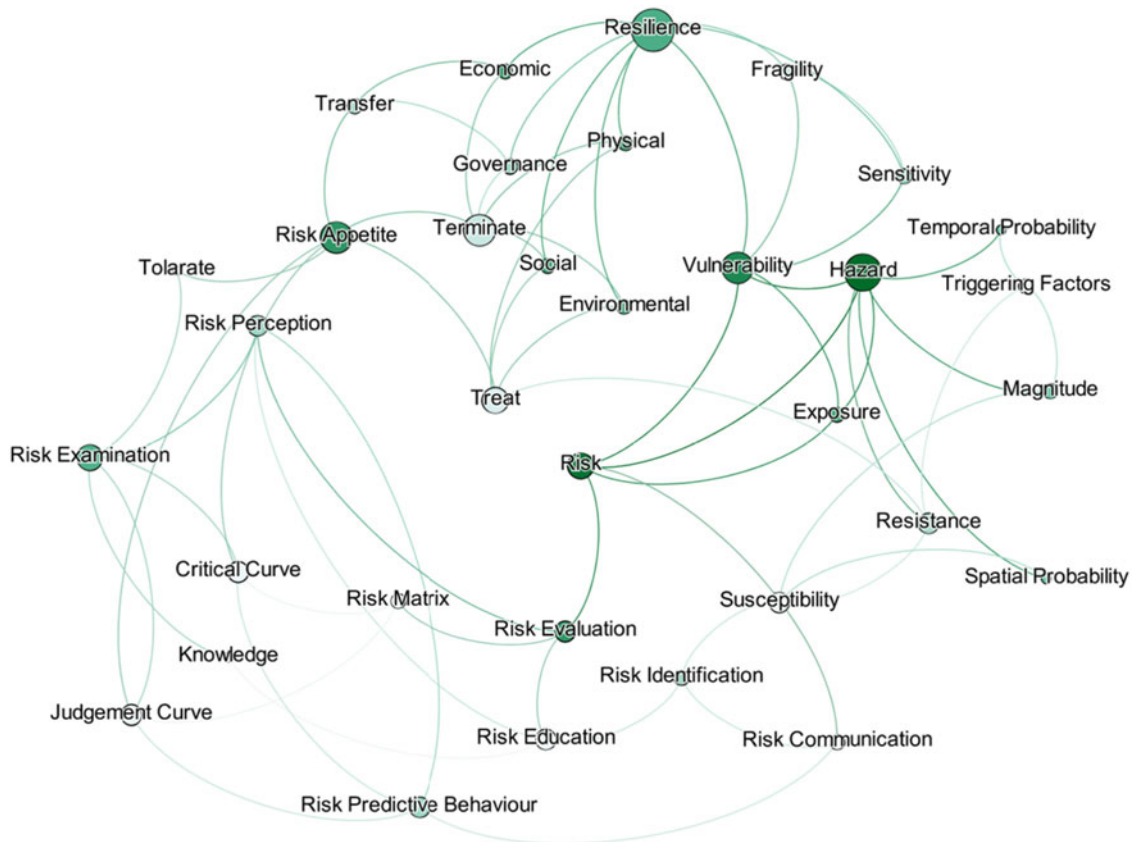 Resilience
Economic
Fragility
Transfer
Physical
Governance
Sensitivity
Terminate
Temporal Probability
Risk Appetite
Tolarate
Social
Vulnerability
Hazard
Triggering Factors
Environmental
Risk Perception
Magnitude
Treat
Exposure
Risk Examination
Risk
Resistance
Critical Curve
Spatial Probability
Risk Matrix
Susceptibility
Risk Evaluation
Knowledge
Risk Identification
Judgement Curve
Risk Education
Risk Communication
Risk Predictive Behaviour